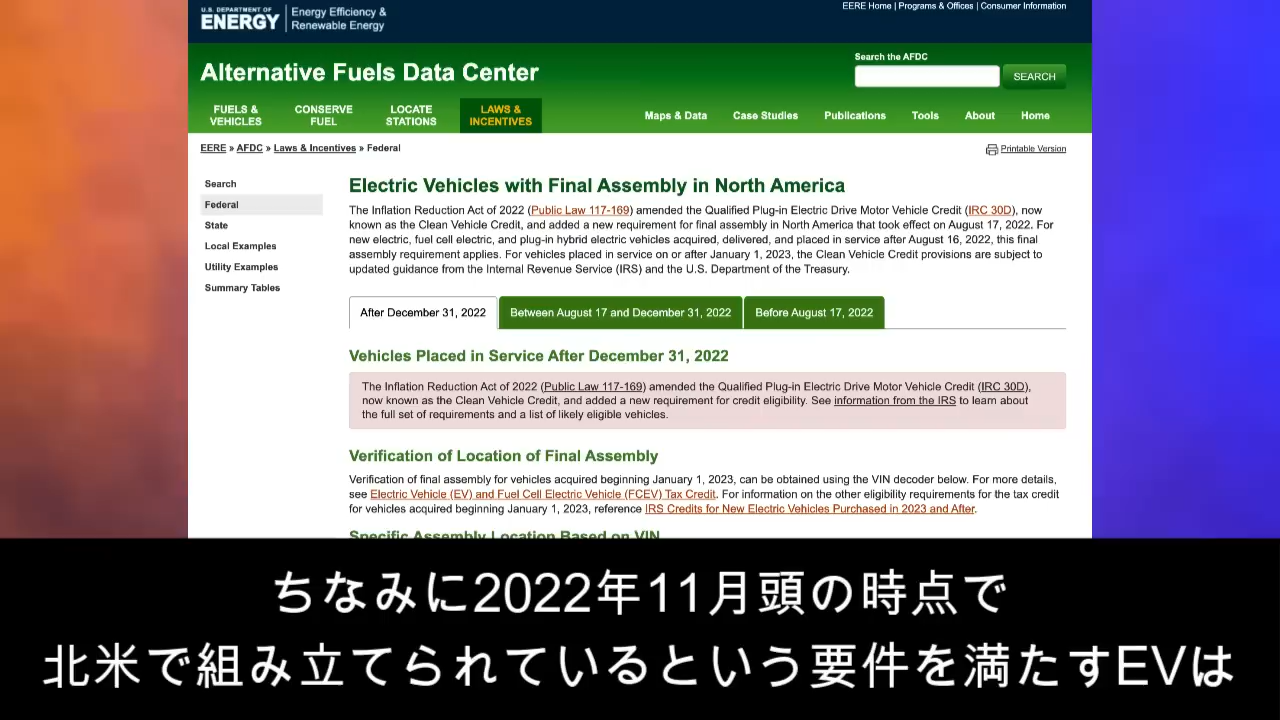 U.S. DEPARTMENT OF
ENERGY
Energy Efficiency &
Renewable Energy
EERE Home | Programs & Offices | Consumer Information
Alternative Fuels Data Center
Search the AFDC
SEARCH
FUELS &
VEHICLES
CONSERVE
FUEL
LOCATE
STATIONS
LAWS &
INCENTIVES
Maps & Data
Case Studies
Publications
Tools
About
Home
EERE » AFDC » Laws & Incentives » Federal
Printable Version
Search
Federal
State
Local Examples
Utility Examples
Summary Tables
Electric Vehicles with Final Assembly in North America
The Inflation Reduction Act of 2022 (Public Law 117-169) amended the Qualified Plug-in Electric Drive Motor Vehicle Credit (IRC 30D), now
known as the Clean Vehicle Credit, and added a new requirement for final assembly in North America that took effect on August 17, 2022. For
new electric, fuel cell electric, and plug-in hybrid electric vehicles acquired, delivered, and placed in service after August 16, 2022, this final
assembly requirement applies. For vehicles placed in service on or after January 1, 2023, the Clean Vehicle Credit provisions are subject to
updated guidance from the Internal Revenue Service (IRS) and the U.S. Department of the Treasury.
After December 31, 2022
Between August 17 and December 31, 2022
Before August 17, 2022
Vehicles Placed in Service After December 31, 2022
The Inflation Reduction Act of 2022 (Public Law 117-169) amended the Qualified Plug-in Electric Drive Motor Vehicle Credit (IRC 30D),
now known as the Clean Vehicle Credit, and added a new requirement for credit eligibility. See information from the IRS to learn about
the full set of requirements and a list of likely eligible vehicles.
Verification of Location of Final Assembly
Verification of final assembly for vehicles acquired beginning January 1, 2023, can be obtained using the VIN decoder below. For more details,
see Electric Vehicle (EV) and Fuel Cell Electric Vehicle (FCEV) Tax Credit. For information on the other eligibility requirements for the tax credit
for vehicles acquired beginning January 1, 2023, reference IRS Credits for New Electric Vehicles Purchased in 2023 and After.
Specific Assembly Location Based on VIN
ちなみに2022年11月頭の時点で
北米で組み立てられているという要件を満たすEVは